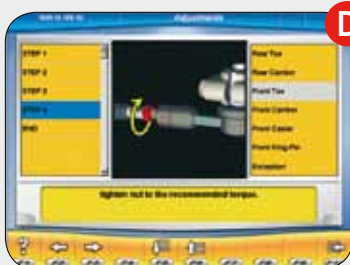 Adjustments
D
STEP 1
STEP 2
STEP 3
STEP 4
END
Rear Toe
Rear Camber
Front Toe
Front Camber
Front Caster
Front King-Pin
Exception
tighten nut to the recommended torque.
?